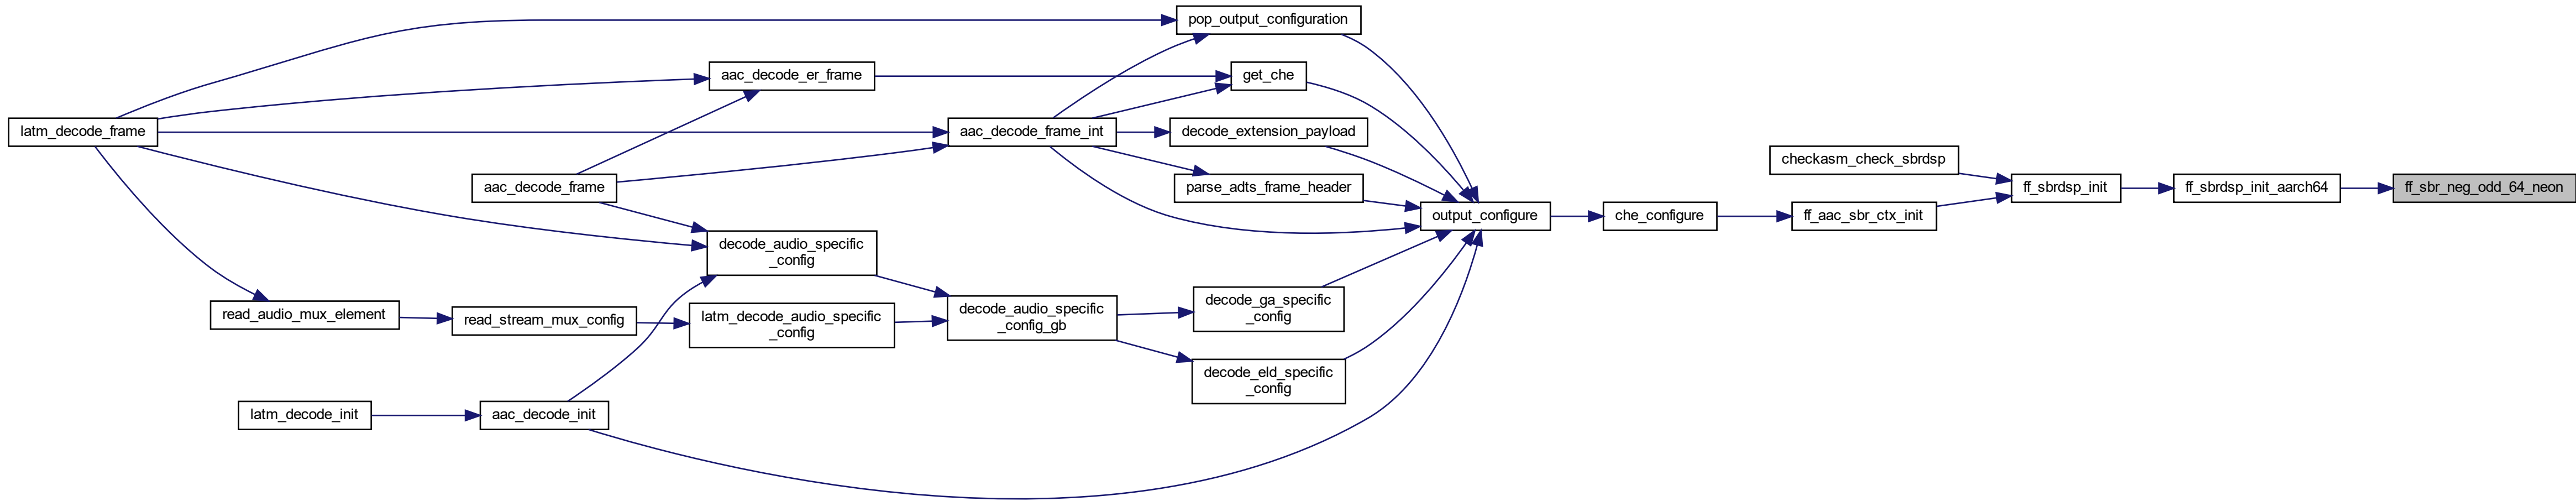 pop_output_configuration
aac_decode_er_frame
get_che
latm_decode_frame
aac_decode_frame_int
decode_extension_payload
checkasm_check_sbrdsp
aac_decode_frame
parse_adts_frame_header
ff_sbrdsp_init
ff_sbrdsp_init_aarch64
ff_sbr_neg_odd_64_neon
output_configure
che_configure
ff_aac_sbr_ctx_init
decode_audio_specific
_config
read_audio_mux_element
read_stream_mux_config
latm_decode_audio_specific
_config
decode_audio_specific
_config_gb
decode_ga_specific
_config
decode_eld_specific
_config
latm_decode_init
aac_decode_init